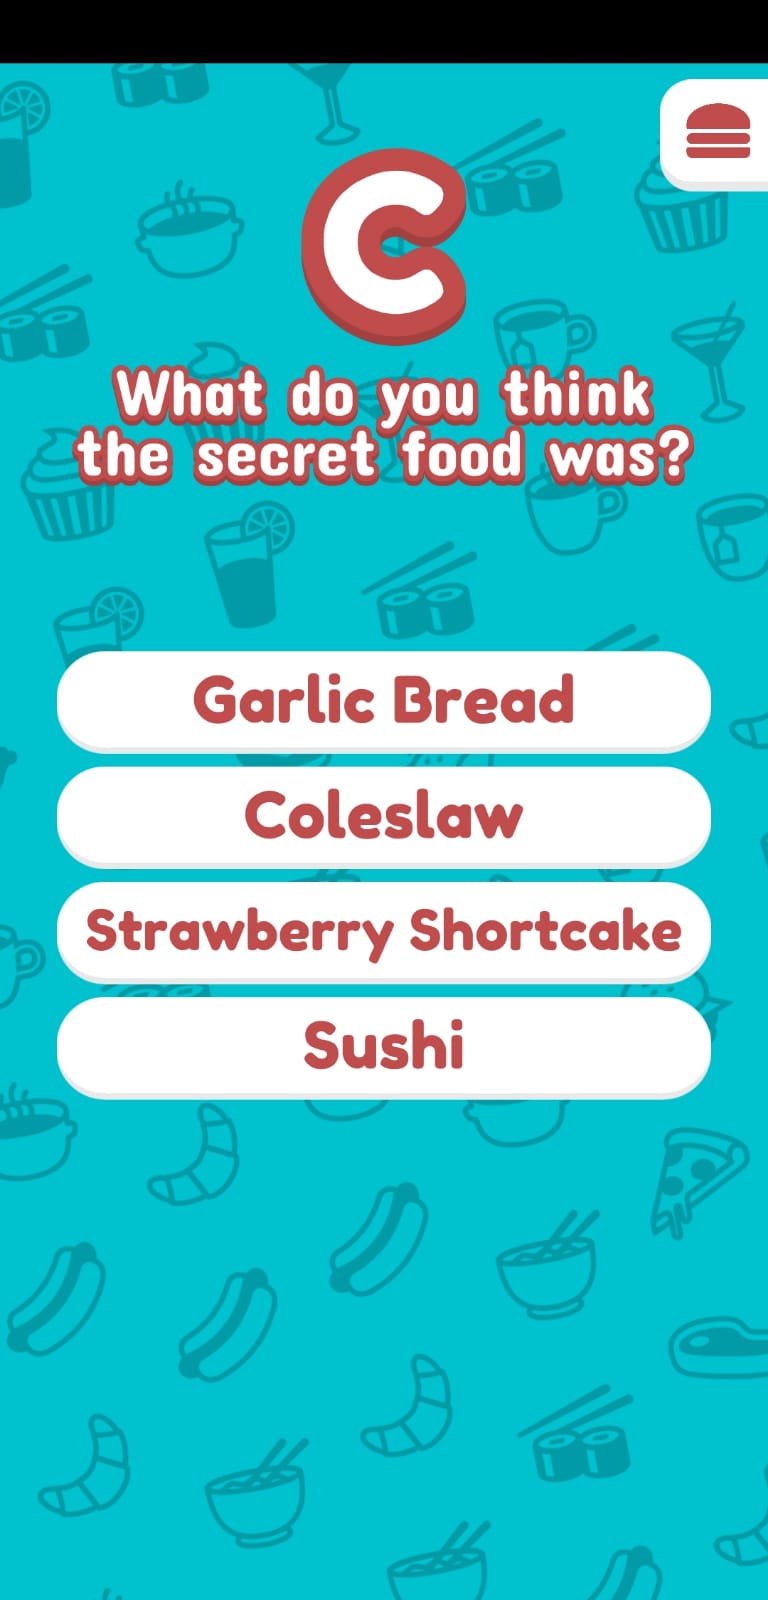 C
What do you think
the secret food was?
Garlic Bread
Coleslaw
Strawberry Shortcake
Sushi